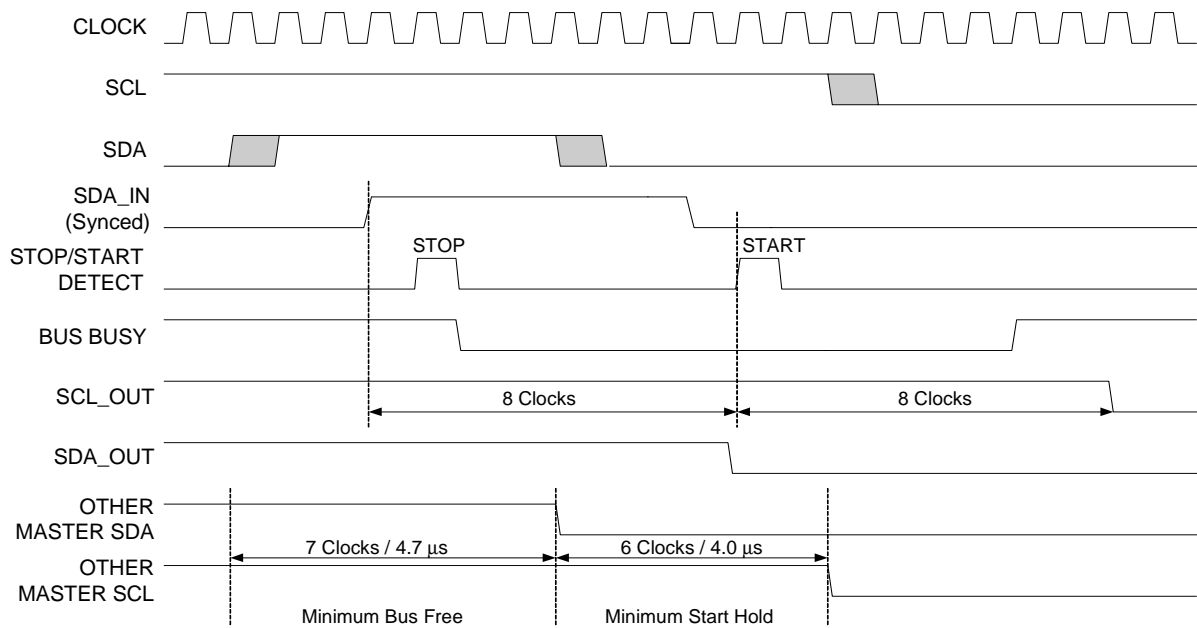 CLOCK
SCL
SDA
SDA_IN
(Synced)
STOP/START
DETECT
STOP
START
BUS BUSY
SCL_OUT
8 Clocks
8 Clocks
SDA_OUT
OTHER
MASTER SDA
7 Clocks / 4.7 μs
6 Clocks / 4.0 μs
OTHER
MASTER SCL
Minimum Bus Free
Minimum Start Hold